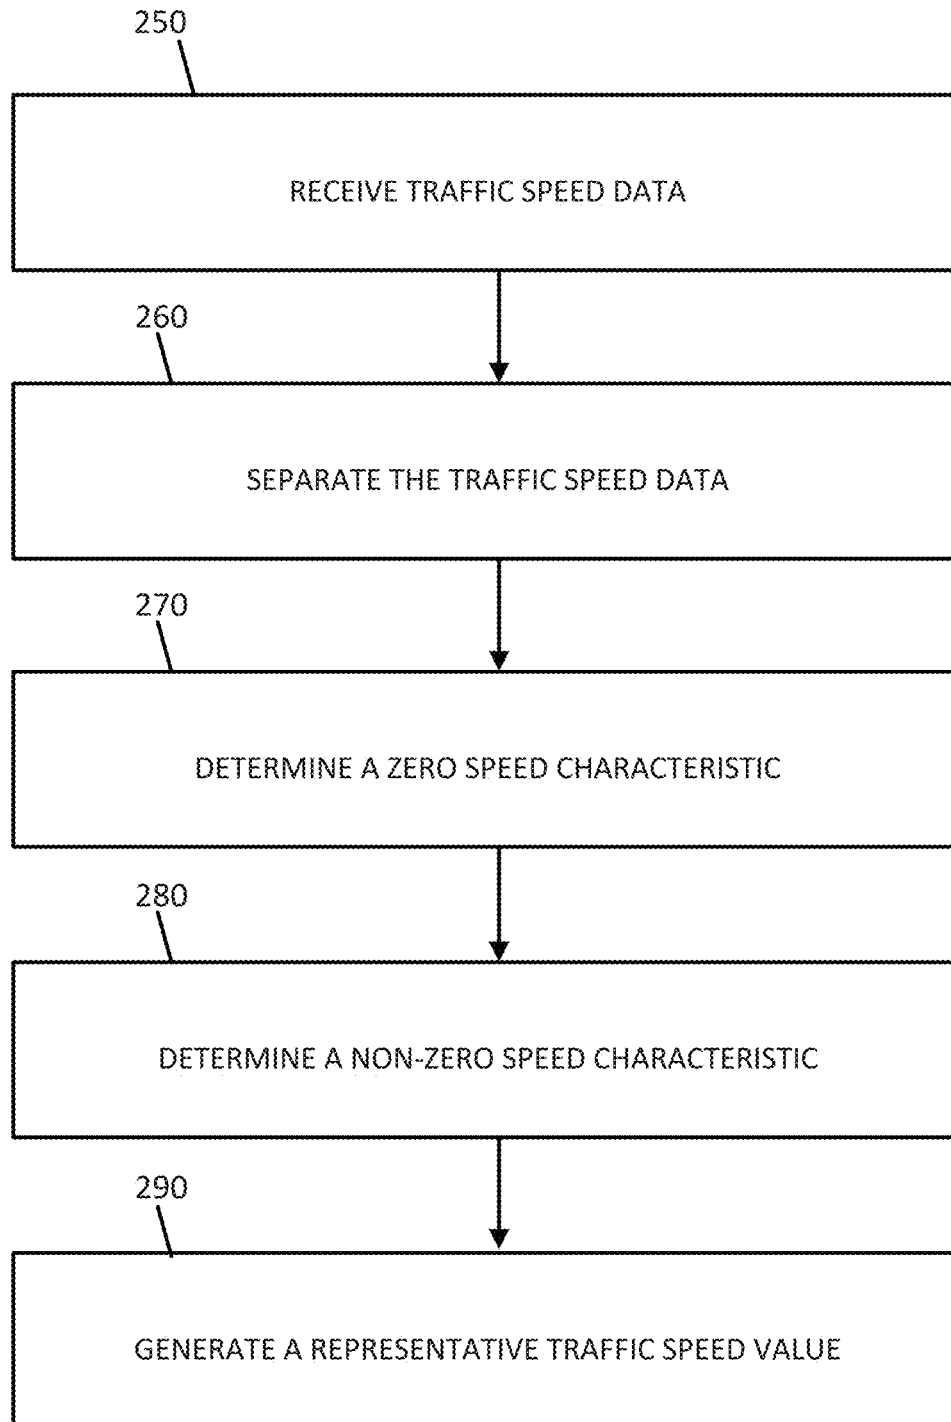 250
RECEIVE TRAFFIC SPEED DATA
260
SEPARATE THE TRAFFIC SPEED DATA
270
DETERMINE A ZERO SPEED CHARACTERISTIC
280
DETERMINE A NON-ZERO SPEED CHARACTERISTIC
290
GENERATE A REPRESENTATIVE TRAFFIC SPEED VALUE